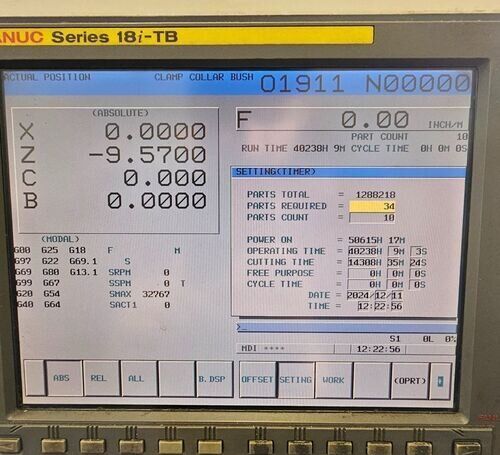 ANUC Series 18i-TB
ACTUAL POSITION CLAMP COLLAR BUSH O1911 N00000
(ABSOLUTE)
X 0.0000
Z -9.5700
C 0.000
B 0.0000
F 0.00 INCH/M
PART COUNT 10
RUN TIME 40238H 9M CYCLE TIME 0H 0M 0S
SETTING(TIMER)
PARTS TOTAL = 1288218
PARTS REQUIRED = 34
PARTS COUNT = 10
POWER ON = 50615H 17M
OPERATING TIME = 40238H 9M 3S
CUTTING TIME = 14308H 35M 24S
FREE PURPOSE = 0H 0M 0S
CYCLE TIME = 0H 0M 0S
DATE = 2024/12/11
TIME = 12:22:56
(MODAL)
G00 G25 G18 F M
G97 G22 G69.1 S
G69 G80 G13.1 SRPM 0
G99 G67 SSPM 0 T
G20 G54 SMAX 32767
G40 G64 SACT1 0
>_
S1 0L 0%
MDI **** 12:22:56
ABS REL ALL B.DSP OFFSET SETING WORK (OPRT)